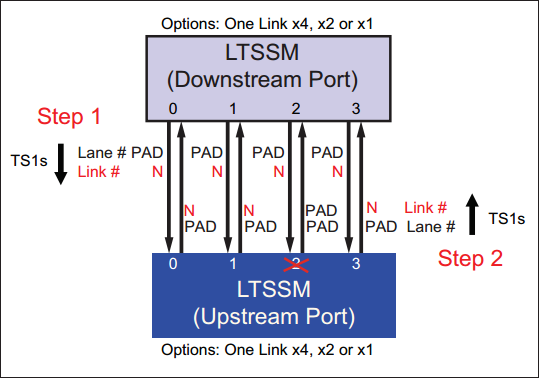 Options: One Link x4, x2 or x1
LTSSM
(Downstream Port)
0 1 2 3
Step 1
TS1s
Lane # PAD PAD PAD PAD
Link # N N N N
N N PAD N Link #
PAD PAD PAD PAD Lane #
TS1s
Step 2
0 1 2 3
LTSSM
(Upstream Port)
Options: One Link x4, x2 or x1